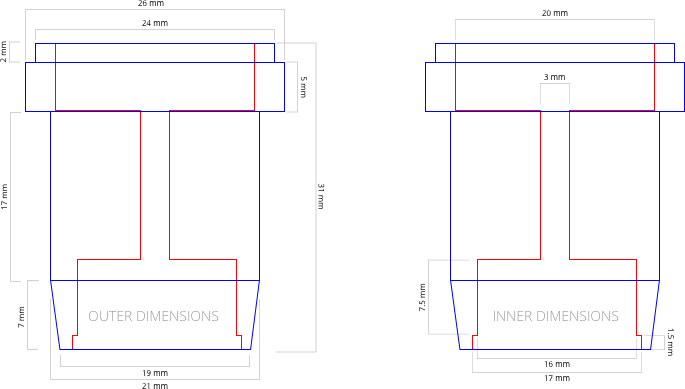 26 mm
24 mm
2 mm
5 mm
17 mm
31 mm
7 mm
OUTER DIMENSIONS
19 mm
21 mm
20 mm
3 mm
7.5 mm
INNER DIMENSIONS
1.5 mm
16 mm
17 mm